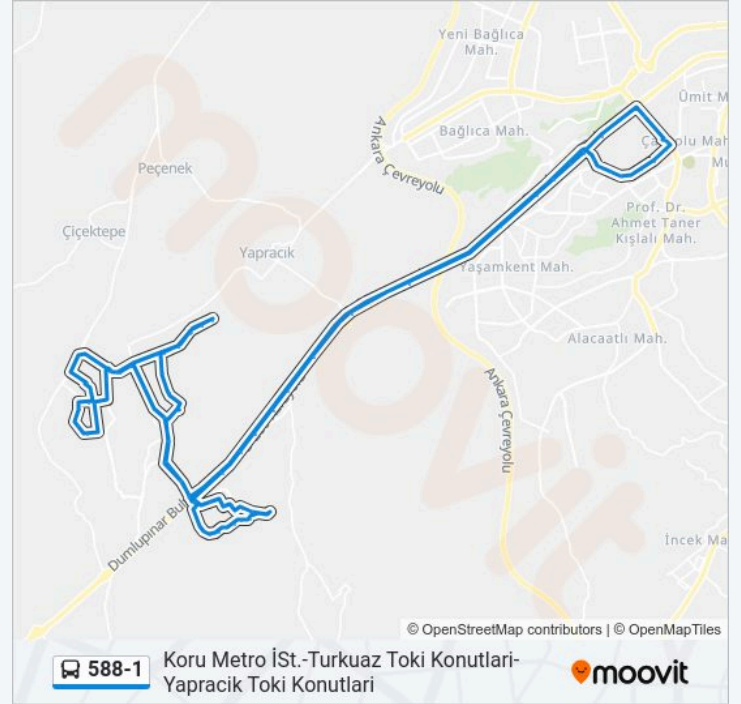 Yeni Bağlıca
Mah.
Ümit M
Ankara Çevreyolu
Bağlıca Mah.
Mah
Mu
Peçenek
Prof. Dr.
Ahmet Taner
Kışlalı Mah.
Çiçektepe
Yapracık
Yaşamkent Mah.
Alacaatlı Mah.
Ankara Çevreyolu
Dumlupınar Bul
İncek Ma
moovit
© OpenStreetMap contributors | © OpenMapTiles
588-1
Koru Metro İSt.-Turkuaz Toki Konutlari-
Yapracik Toki Konutlari
moovit